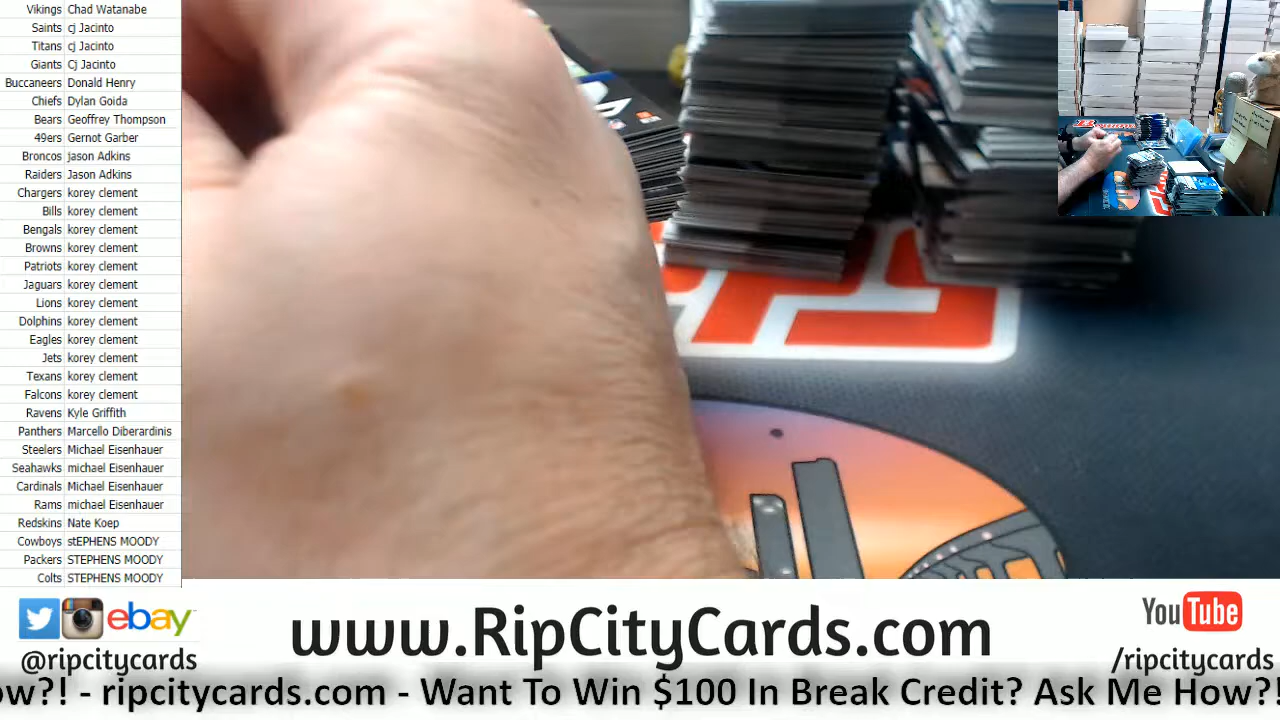 Vikings Chad Watanabe
Saints cj Jacinto
Titans cj Jacinto
Giants Cj Jacinto
Buccaneers Donald Henry
Chiefs Dylan Goida
Bears Geoffrey Thompson
49ers Gernot Garber
Broncos jason Adkins
Raiders Jason Adkins
Chargers korey clement
Bills korey clement
Bengals korey clement
Browns korey clement
Patriots korey clement
Jaguars korey clement
Lions korey clement
Dolphins korey clement
Eagles korey clement
Jets korey clement
Texans korey clement
Falcons korey clement
Ravens Kyle Griffith
Panthers Marcello Diberardinis
Steelers Michael Eisenhauer
Seahawks michael Eisenhauer
Cardinals Michael Eisenhauer
Rams michael Eisenhauer
Redskins Nate Koep
Cowboys stEPHENS MOODY
Packers STEPHENS MOODY
Colts STEPHENS MOODY
ebay
@ripcitycards
www.RipCityCards.com
YouTube
/ripcitycards
ow?! - ripcitycards.com - Want To Win $100 In Break Credit? Ask Me How?!